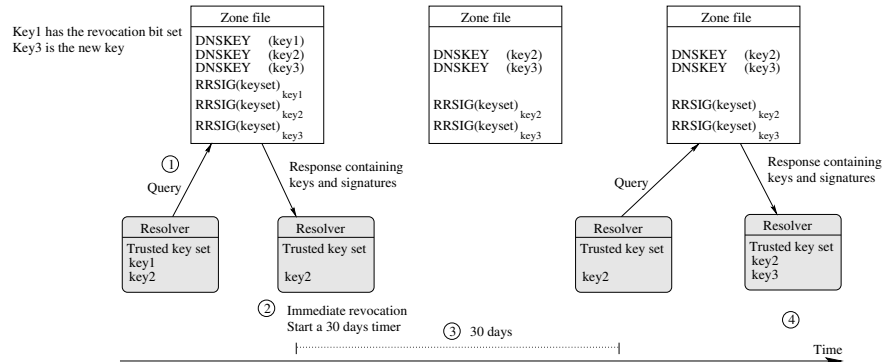 Key1 has the revocation bit set
Key3 is the new key
Zone file
DNSKEY (key1)
DNSKEY (key2)
DNSKEY (key3)
RRSIG(keyset) key1
RRSIG(keyset) key2
RRSIG(keyset) key3
Zone file
DNSKEY (key2)
DNSKEY (key3)
RRSIG(keyset) key2
RRSIG(keyset) key3
Zone file
DNSKEY (key2)
DNSKEY (key3)
RRSIG(keyset) key2
RRSIG(keyset) key3
1
Query
Response containing
keys and signatures
Query
Response containing
keys and signatures
Resolver
Trusted key set
key1
key2
Resolver
Trusted key set
key2
Resolver
Trusted key set
key2
Resolver
Trusted key set
key2
key3
2 Immediate revocation
Start a 30 days timer
3 30 days
4
Time